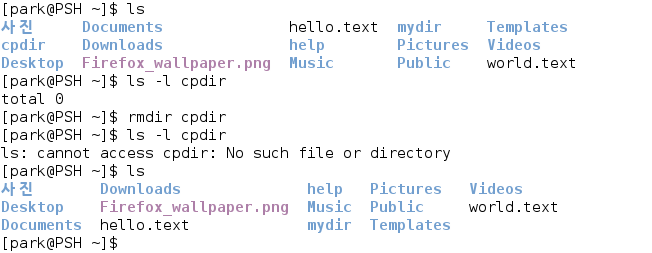 [park@PSH ~]$ ls
사진 Documents hello.text mydir Templates
cpdir Downloads help Pictures Videos
Desktop Firefox_wallpaper.png Music Public world.text
[park@PSH ~]$ ls -l cpdir
total 0
[park@PSH ~]$ rmdir cpdir
[park@PSH ~]$ ls -l cpdir
ls: cannot access cpdir: No such file or directory
[park@PSH ~]$ ls
사진 Downloads help Pictures Videos
Desktop Firefox_wallpaper.png Music Public world.text
Documents hello.text mydir Templates
[park@PSH ~]$